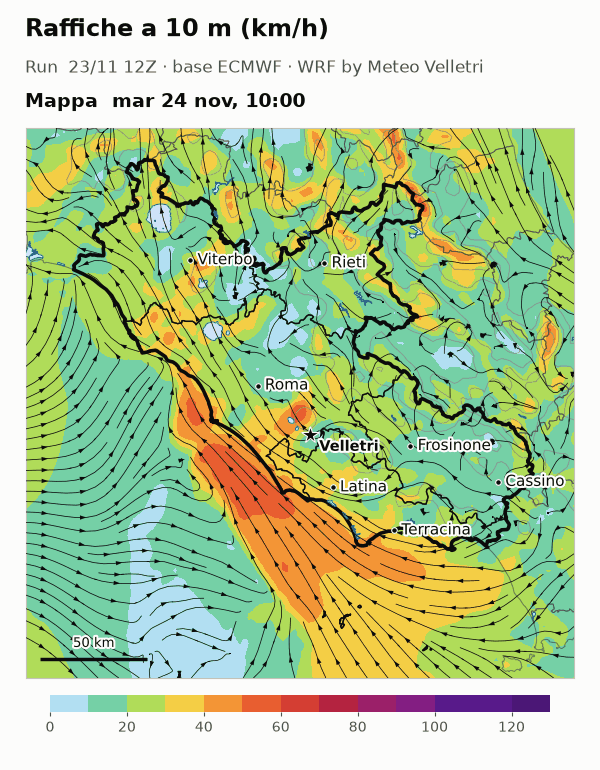 Raffiche a 10 m (km/h)
Run  23/11 12Z · base ECMWF · WRF by Meteo Velletri
Mappa  mar 24 nov, 10:00
Viterbo
Rieti
Roma
Velletri
Frosinone
Cassino
Latina
Terracina
50 km
0 20 40 60 80 100 120